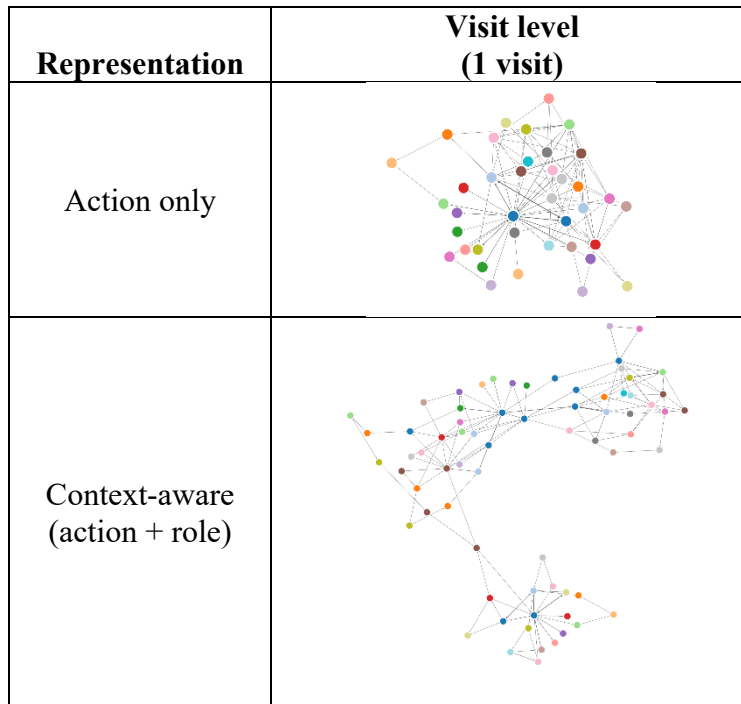 Representation
Visit level
(1 visit)
Action only
Context-aware
(action + role)